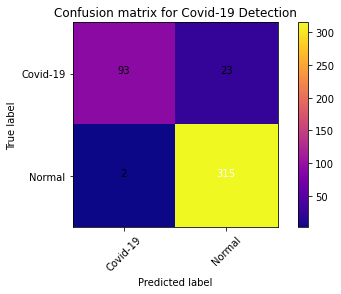 Confusion matrix for Covid-19 Detection
True label
Covid-19
Normal
93
23
2
315
Covid-19
Normal
Predicted label
300
250
200
150
100
50